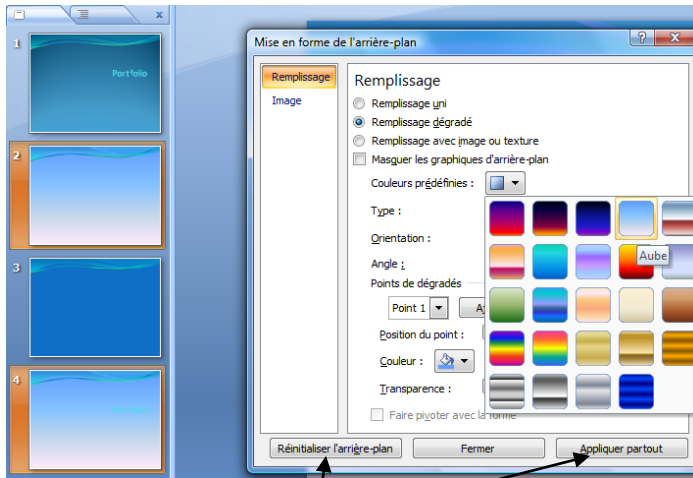 x
1
Portfolio
2
3
4
Mise en forme de l'arrière-plan
? X
Remplissage
Image
Remplissage
Remplissage uni
Remplissage dégradé
Remplissage avec image ou texture
Masquer les graphiques d'arrière-plan
Couleurs prédéfinies :
Type :
Orientation :
Aube
Angle :
Points de dégradés
Point 1
Position du point :
Couleur :
Transparence :
Faire pivoter avec la forme
Réinitialiser l'arrière-plan
Fermer
Appliquer partout